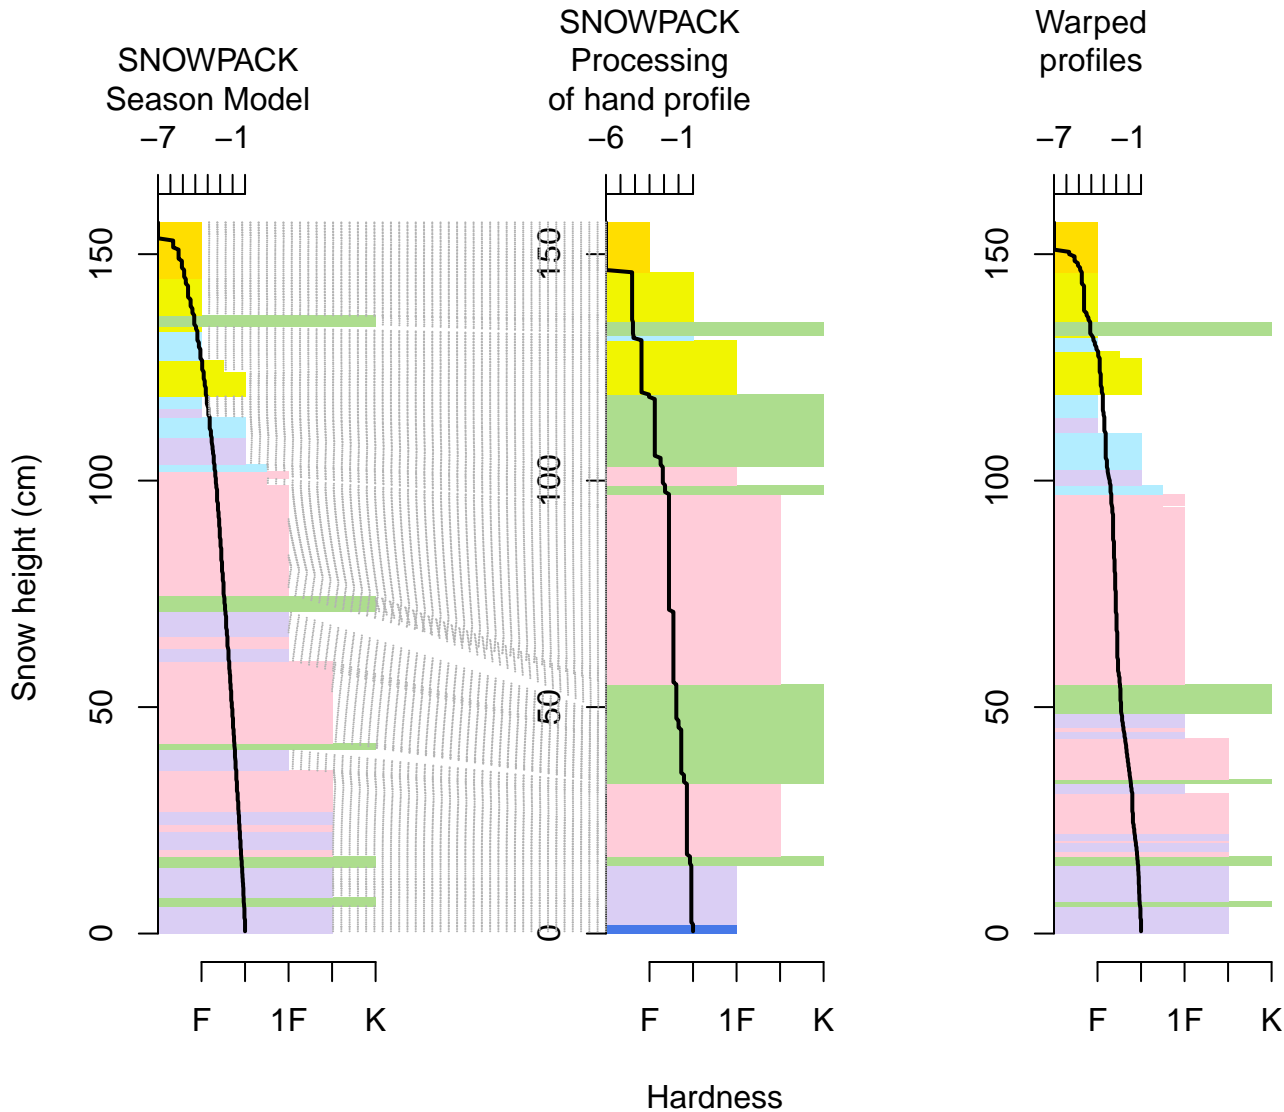 SNOWPACK
Season Model
SNOWPACK
Processing
of hand profile
Warped
profiles
−7 −1
−6 −1
−7 −1
Snow height (cm)
150
100
50
0
150
100
50
0
150
100
50
0
F 1F K
F 1F K
F 1F K
Hardness